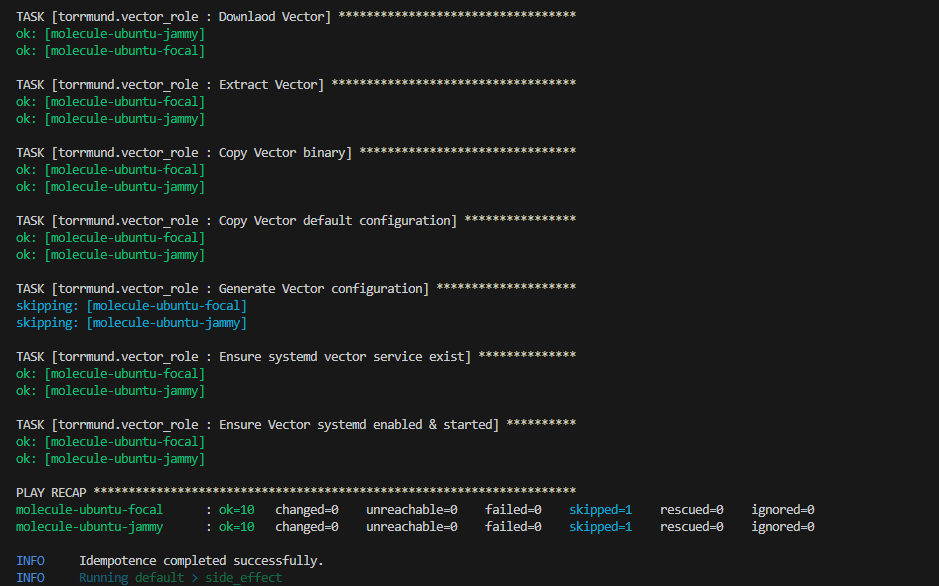 TASK [torrmund.vector_role : Downlaod Vector] **********************************
ok: [molecule-ubuntu-jammy]
ok: [molecule-ubuntu-focal]
TASK [torrmund.vector_role : Extract Vector] ***********************************
ok: [molecule-ubuntu-focal]
ok: [molecule-ubuntu-jammy]
TASK [torrmund.vector_role : Copy Vector binary] *******************************
ok: [molecule-ubuntu-focal]
ok: [molecule-ubuntu-jammy]
TASK [torrmund.vector_role : Copy Vector default configuration] ****************
ok: [molecule-ubuntu-focal]
ok: [molecule-ubuntu-jammy]
TASK [torrmund.vector_role : Generate Vector configuration] ********************
skipping: [molecule-ubuntu-focal]
skipping: [molecule-ubuntu-jammy]
TASK [torrmund.vector_role : Ensure systemd vector service exist] **************
ok: [molecule-ubuntu-focal]
ok: [molecule-ubuntu-jammy]
TASK [torrmund.vector_role : Ensure Vector systemd enabled & started] **********
ok: [molecule-ubuntu-focal]
ok: [molecule-ubuntu-jammy]
PLAY RECAP *********************************************************************
molecule-ubuntu-focal      : ok=10   changed=0    unreachable=0    failed=0    skipped=1    rescued=0    ignored=0
molecule-ubuntu-jammy      : ok=10   changed=0    unreachable=0    failed=0    skipped=1    rescued=0    ignored=0
INFO     Idempotence completed successfully.
INFO     Running default > side_effect